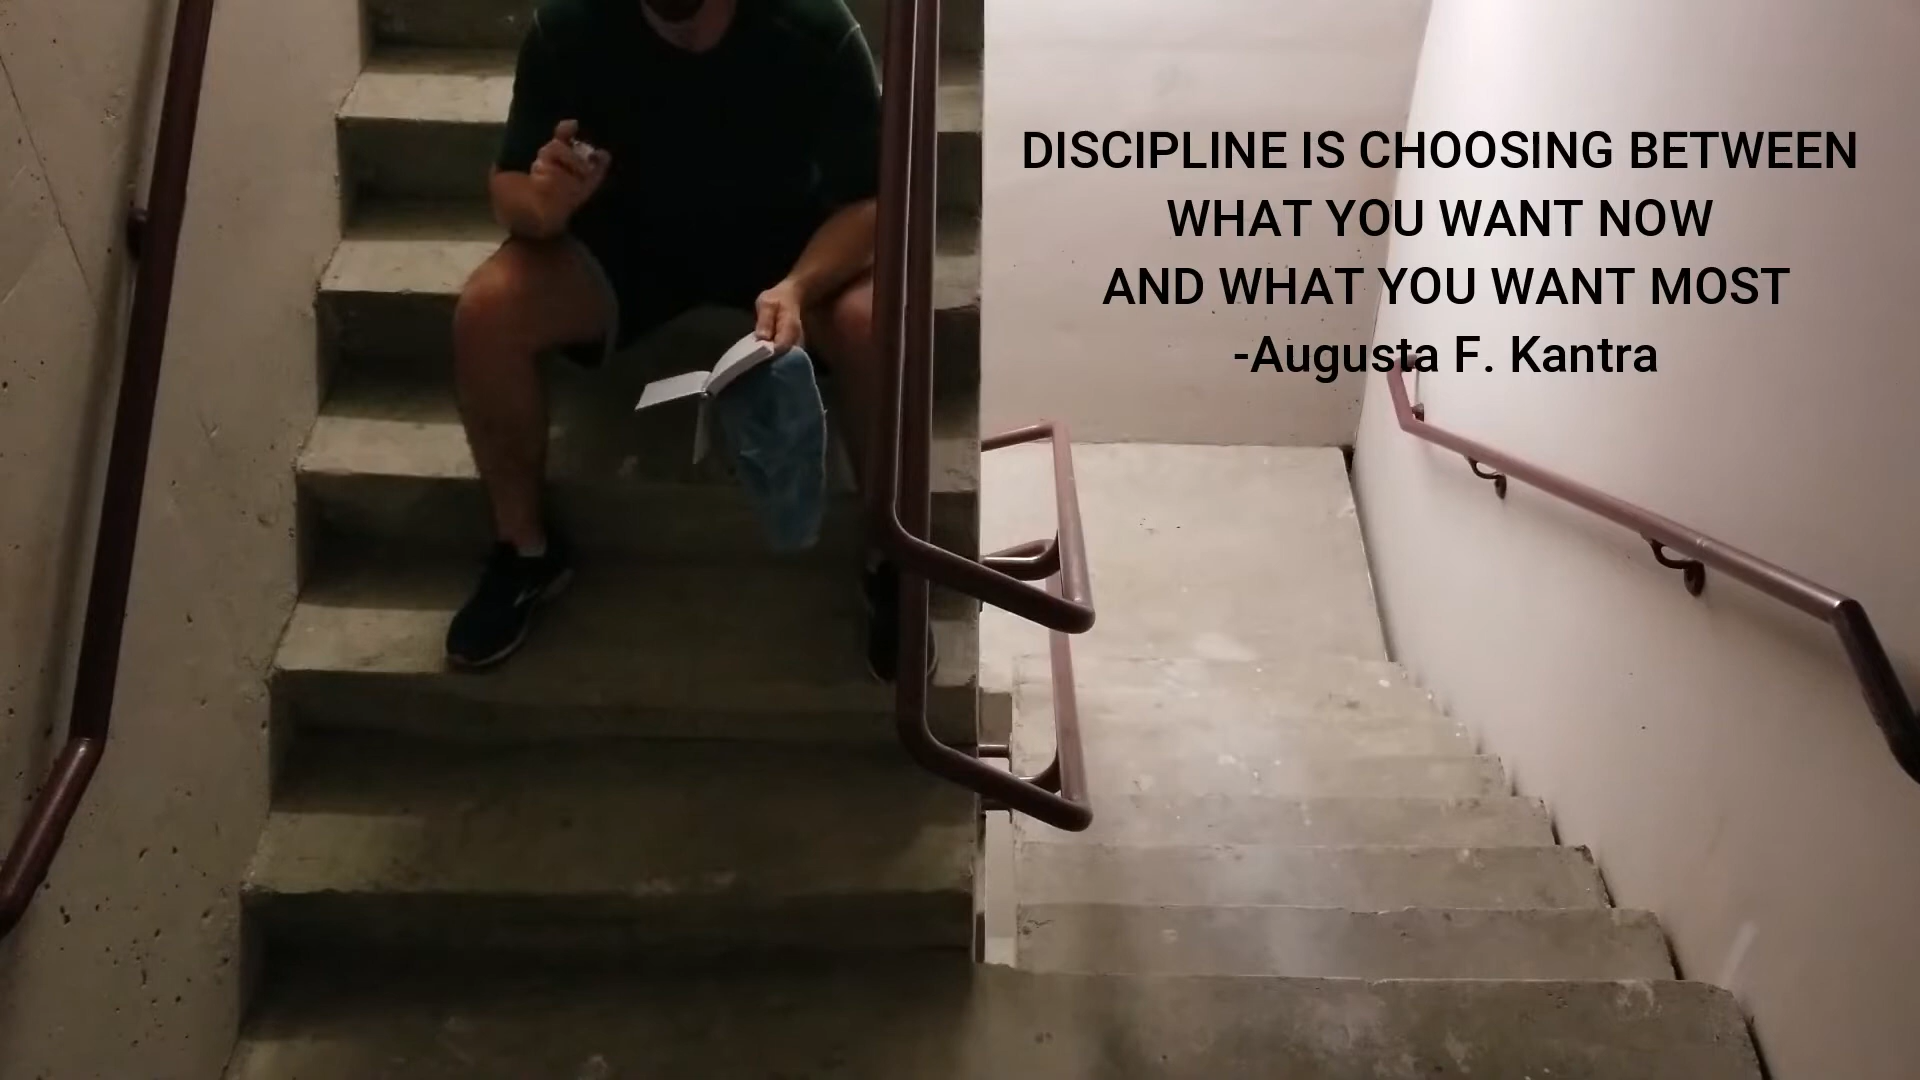 DISCIPLINE IS CHOOSING BETWEEN
WHAT YOU WANT NOW
AND WHAT YOU WANT MOST
-Augusta F. Kantra